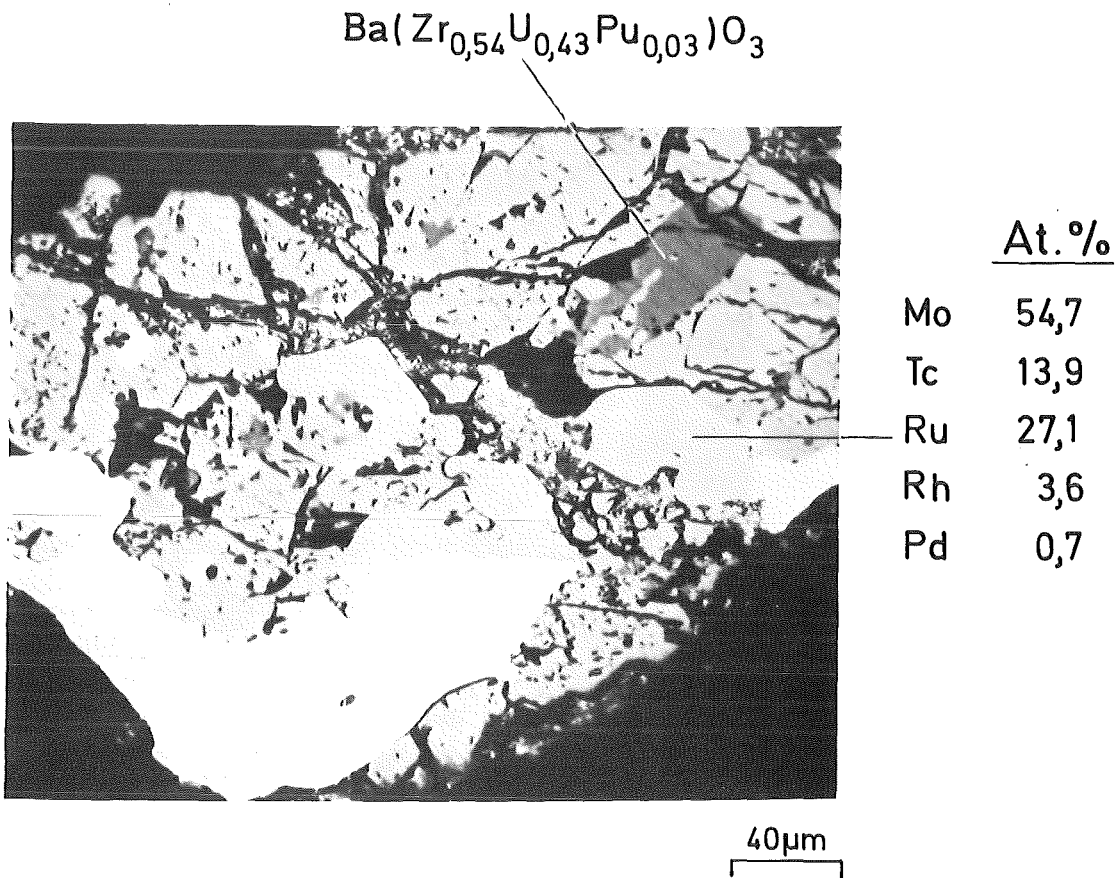 Ba(Zr0,54U0,43Pu0,03)O3
At.%
Mo 54,7
Tc 13,9
Ru 27,1
Rh 3,6
Pd 0,7
40µm